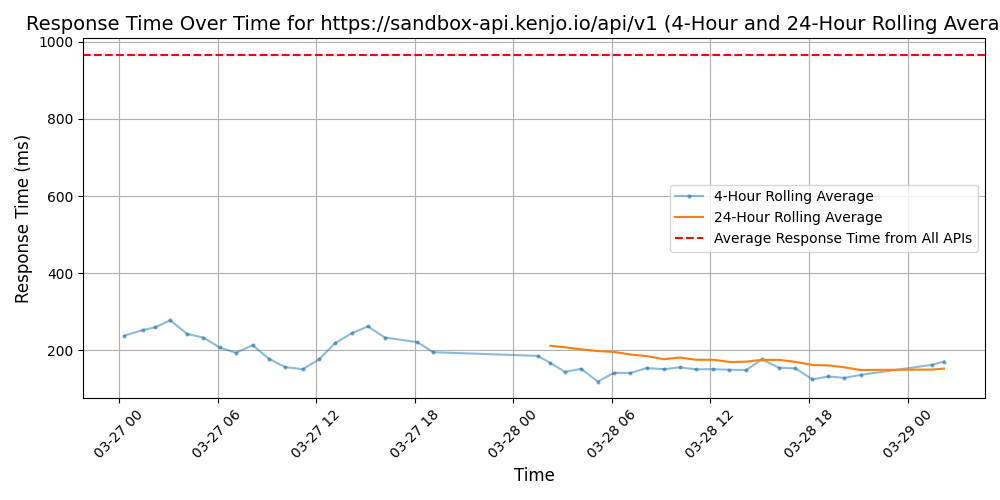 Response Time Over Time for https://sandbox-api.kenjo.io/api/v1 (4-Hour and 24-Hour Rolling Avera
1000
800
600
400
200
Response Time (ms)
4-Hour Rolling Average
24-Hour Rolling Average
Average Response Time from All APIs
03-27 00
03-27 06
03-27 12
03-27 18
03-28 00
03-28 06
03-28 12
03-28 18
03-29 00
Time